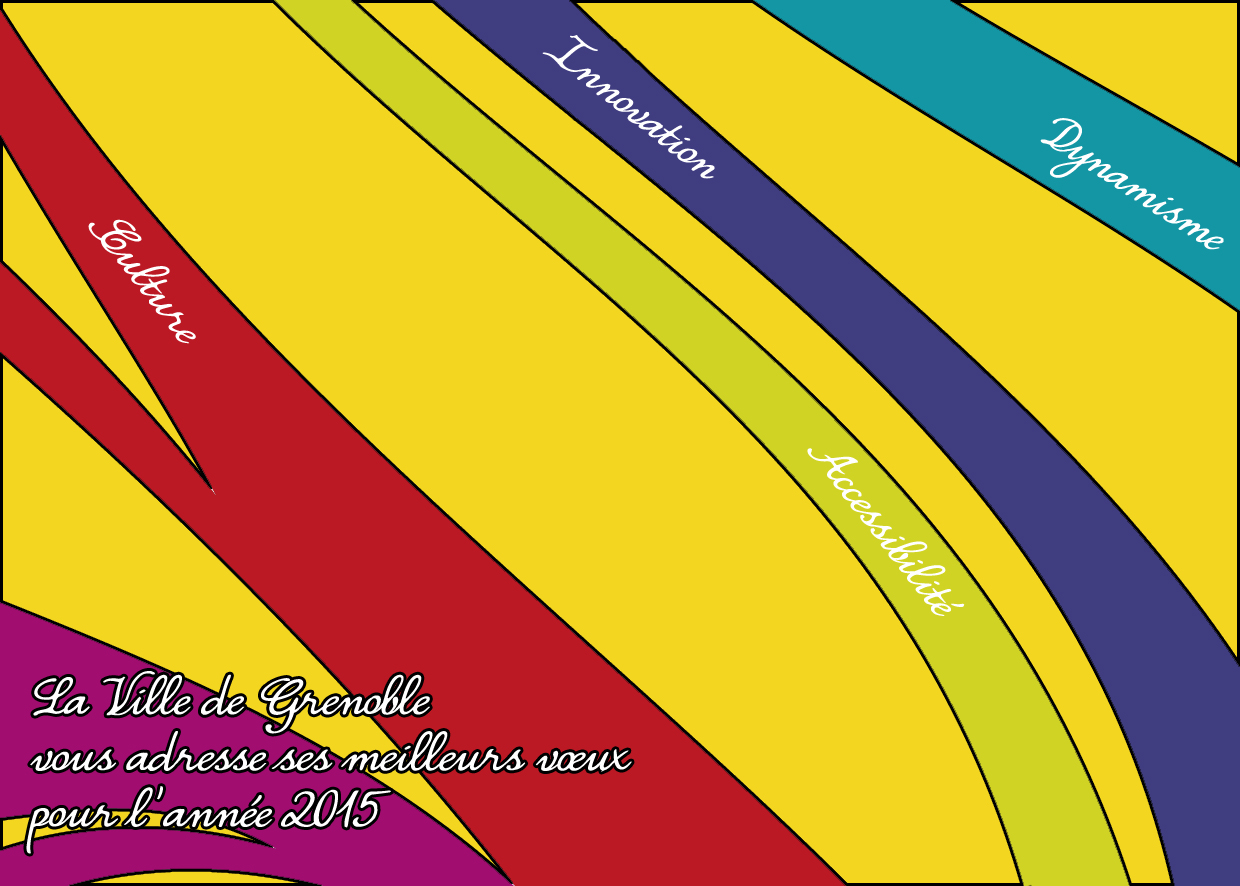 Innovation
Dynamisme
Culture
Accessibilité
La Ville de Grenoble
vous adresse ses meilleurs vœux
pour l'année 2015